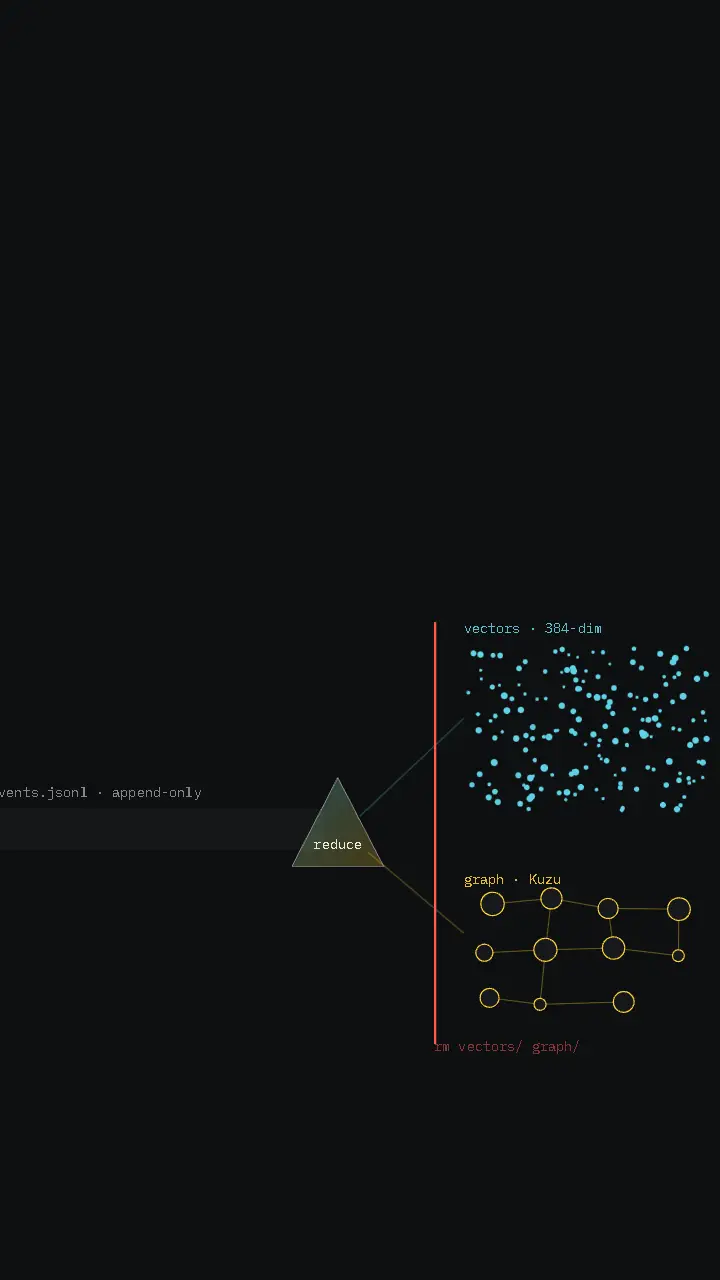 vectors · 384-dim
vents.jsonl · append-only
reduce
graph · Kuzu
rm vectors/ graph/